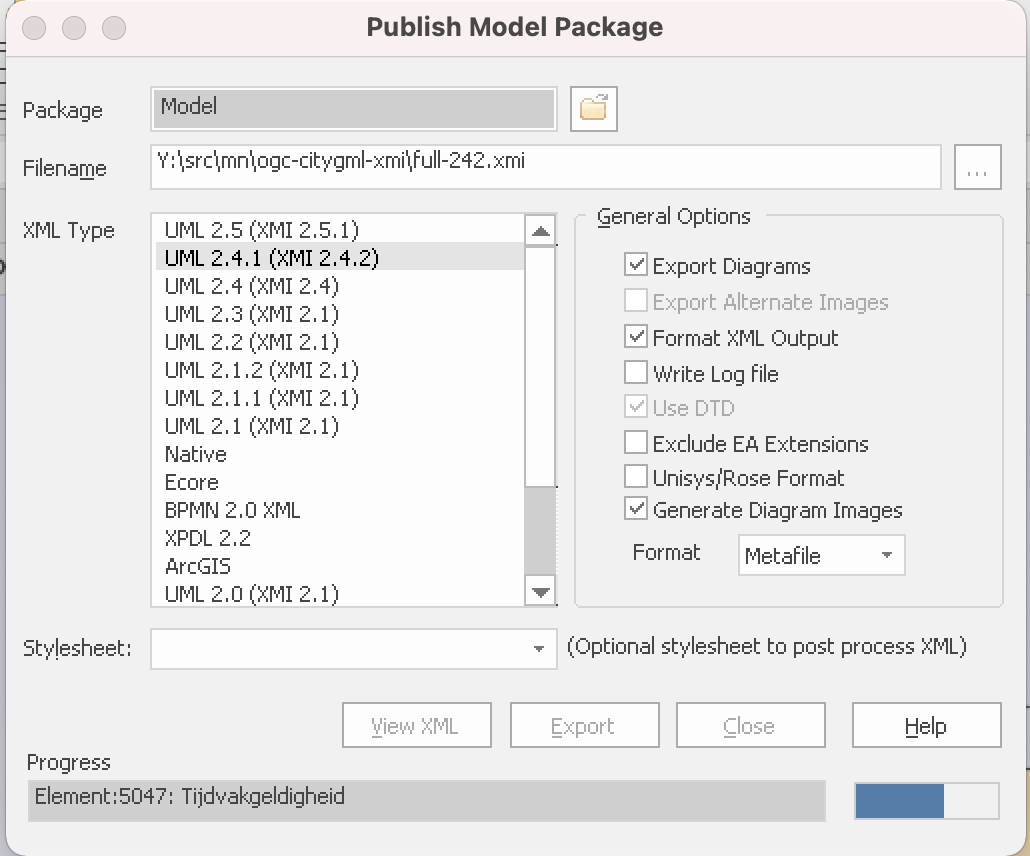 Publish Model Package
Package
Model
Filename
Y:\src\mn\ogc-citygml-xmi\full-242.xmi
...
XML Type
UML 2.5 (XMI 2.5.1)
UML 2.4.1 (XMI 2.4.2)
UML 2.4 (XMI 2.4)
UML 2.3 (XMI 2.1)
UML 2.2 (XMI 2.1)
UML 2.1.2 (XMI 2.1)
UML 2.1.1 (XMI 2.1)
UML 2.1 (XMI 2.1)
Native
Ecore
BPMN 2.0 XML
XPDL 2.2
ArcGIS
UML 2.0 (XMI 2.1)
General Options
Export Diagrams
Export Alternate Images
Format XML Output
Write Log file
Use DTD
Exclude EA Extensions
Unisys/Rose Format
Generate Diagram Images
Format
Metafile
Stylesheet:
(Optional stylesheet to post process XML)
View XML
Export
Close
Help
Progress
Element:5047: Tijdvakgeldigheid